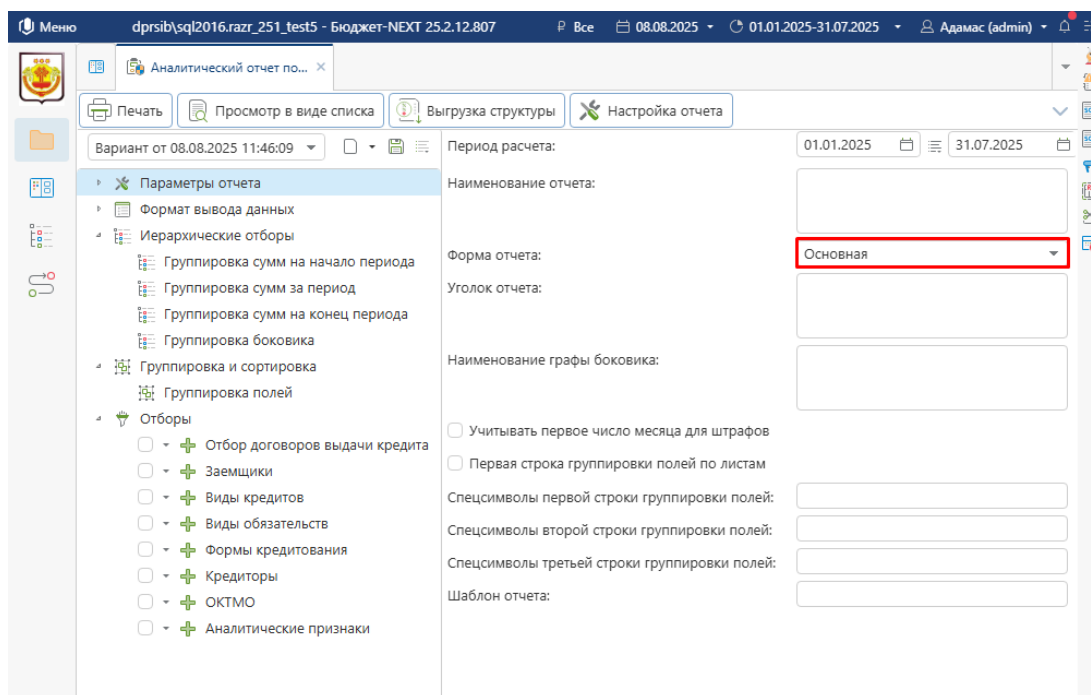 Меню dprsib\sql2016.razr_251_test5 - Бюджет-NEXT 25.2.12.807 ₽ Все 08.08.2025 01.01.2025-31.07.2025 Адамас (admin)
Аналитический отчет по... ×
Печать Просмотр в виде списка Выгрузка структуры Настройка отчета
Вариант от 08.08.2025 11:46:09
Параметры отчета
Формат вывода данных
Иерархические отборы
Группировка сумм на начало периода
Группировка сумм за период
Группировка сумм на конец периода
Группировка боковика
Группировка и сортировка
Группировка полей
Отборы
Отбор договоров выдачи кредита
Заемщики
Виды кредитов
Виды обязательств
Формы кредитования
Кредиторы
ОКТМО
Аналитические признаки
Период расчета: 01.01.2025 31.07.2025
Наименование отчета:
Форма отчета: Основная
Уголок отчета:
Наименование графы боковика:
Учитывать первое число месяца для штрафов
Первая строка группировки полей по листам
Спецсимволы первой строки группировки полей:
Спецсимволы второй строки группировки полей:
Спецсимволы третьей строки группировки полей:
Шаблон отчета: